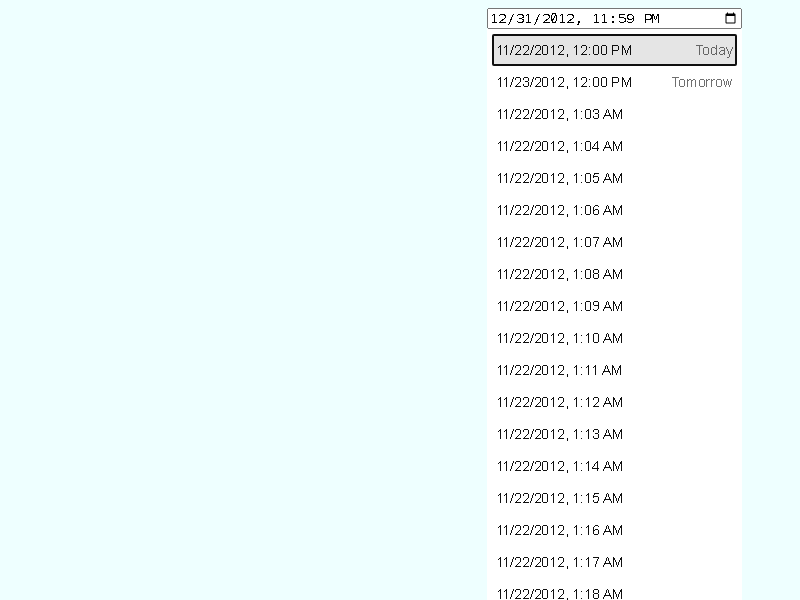 12/31/2012, 11:59 PM
11/22/2012, 12:00 PM Today
11/23/2012, 12:00 PM Tomorrow
11/22/2012, 1:03 AM
11/22/2012, 1:04 AM
11/22/2012, 1:05 AM
11/22/2012, 1:06 AM
11/22/2012, 1:07 AM
11/22/2012, 1:08 AM
11/22/2012, 1:09 AM
11/22/2012, 1:10 AM
11/22/2012, 1:11 AM
11/22/2012, 1:12 AM
11/22/2012, 1:13 AM
11/22/2012, 1:14 AM
11/22/2012, 1:15 AM
11/22/2012, 1:16 AM
11/22/2012, 1:17 AM
11/22/2012, 1:18 AM